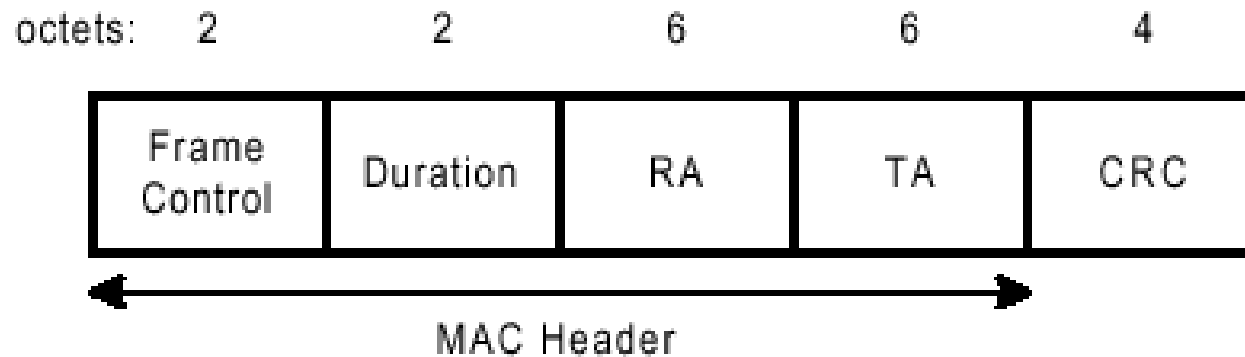 octets: 2 2 6 6 4
Frame Control Duration RA TA CRC
MAC Header